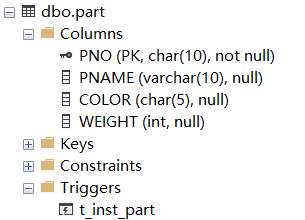 dbo.part
Columns
PNO (PK, char(10), not null)
PNAME (varchar(10), null)
COLOR (char(5), null)
WEIGHT (int, null)
Keys
Constraints
Triggers
t_inst_part